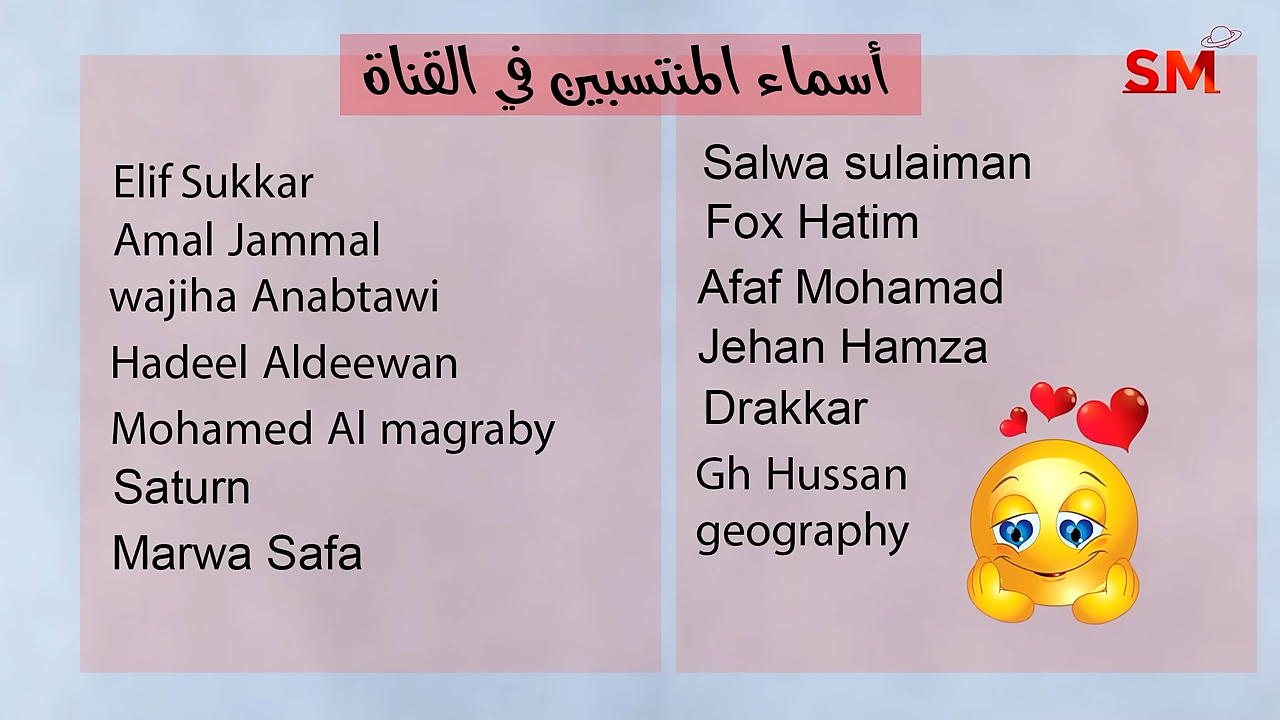 أسماء المنتسبين في القناة
SM
Elif Sukkar
Amal Jammal
wajiha Anabtawi
Hadeel Aldeewan
Mohamed Al magraby
Saturn
Marwa Safa
Salwa sulaiman
Fox Hatim
Afaf Mohamad
Jehan Hamza
Drakkar
Gh Hussan
geography